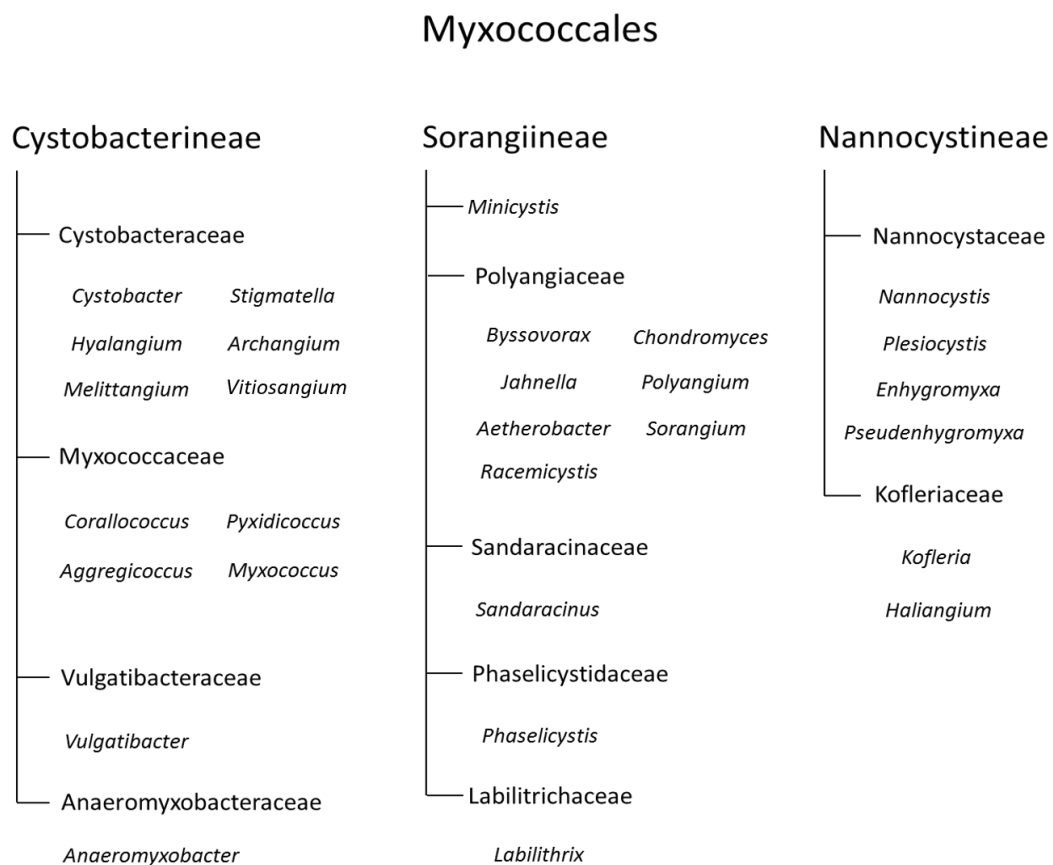 Myxococcales
Cystobacterineae
Cystobacteraceae
Cystobacter Stigmatella
Hyalangium Archangium
Melittangium Vitiosangium
Myxococcaceae
Corallococcus Pyxidicoccus
Aggregicoccus Myxococcus
Vulgatibacteraceae
Vulgatibacter
Anaeromyxobacteraceae
Anaeromyxobacter
Sorangiineae
Minicystis
Polyangiaceae
Byssovorax Chondromyces
Jahnella Polyangium
Aetherobacter Sorangium
Racemicystis
Sandaracinaceae
Sandaracinus
Phaselicystidaceae
Phaselicystis
Labilitrichaceae
Labilithrix
Nannocystineae
Nannocystaceae
Nannocystis
Plesiocystis
Enhygromyxa
Pseudenhygromyxa
Kofleriaceae
Kofleria
Haliangium